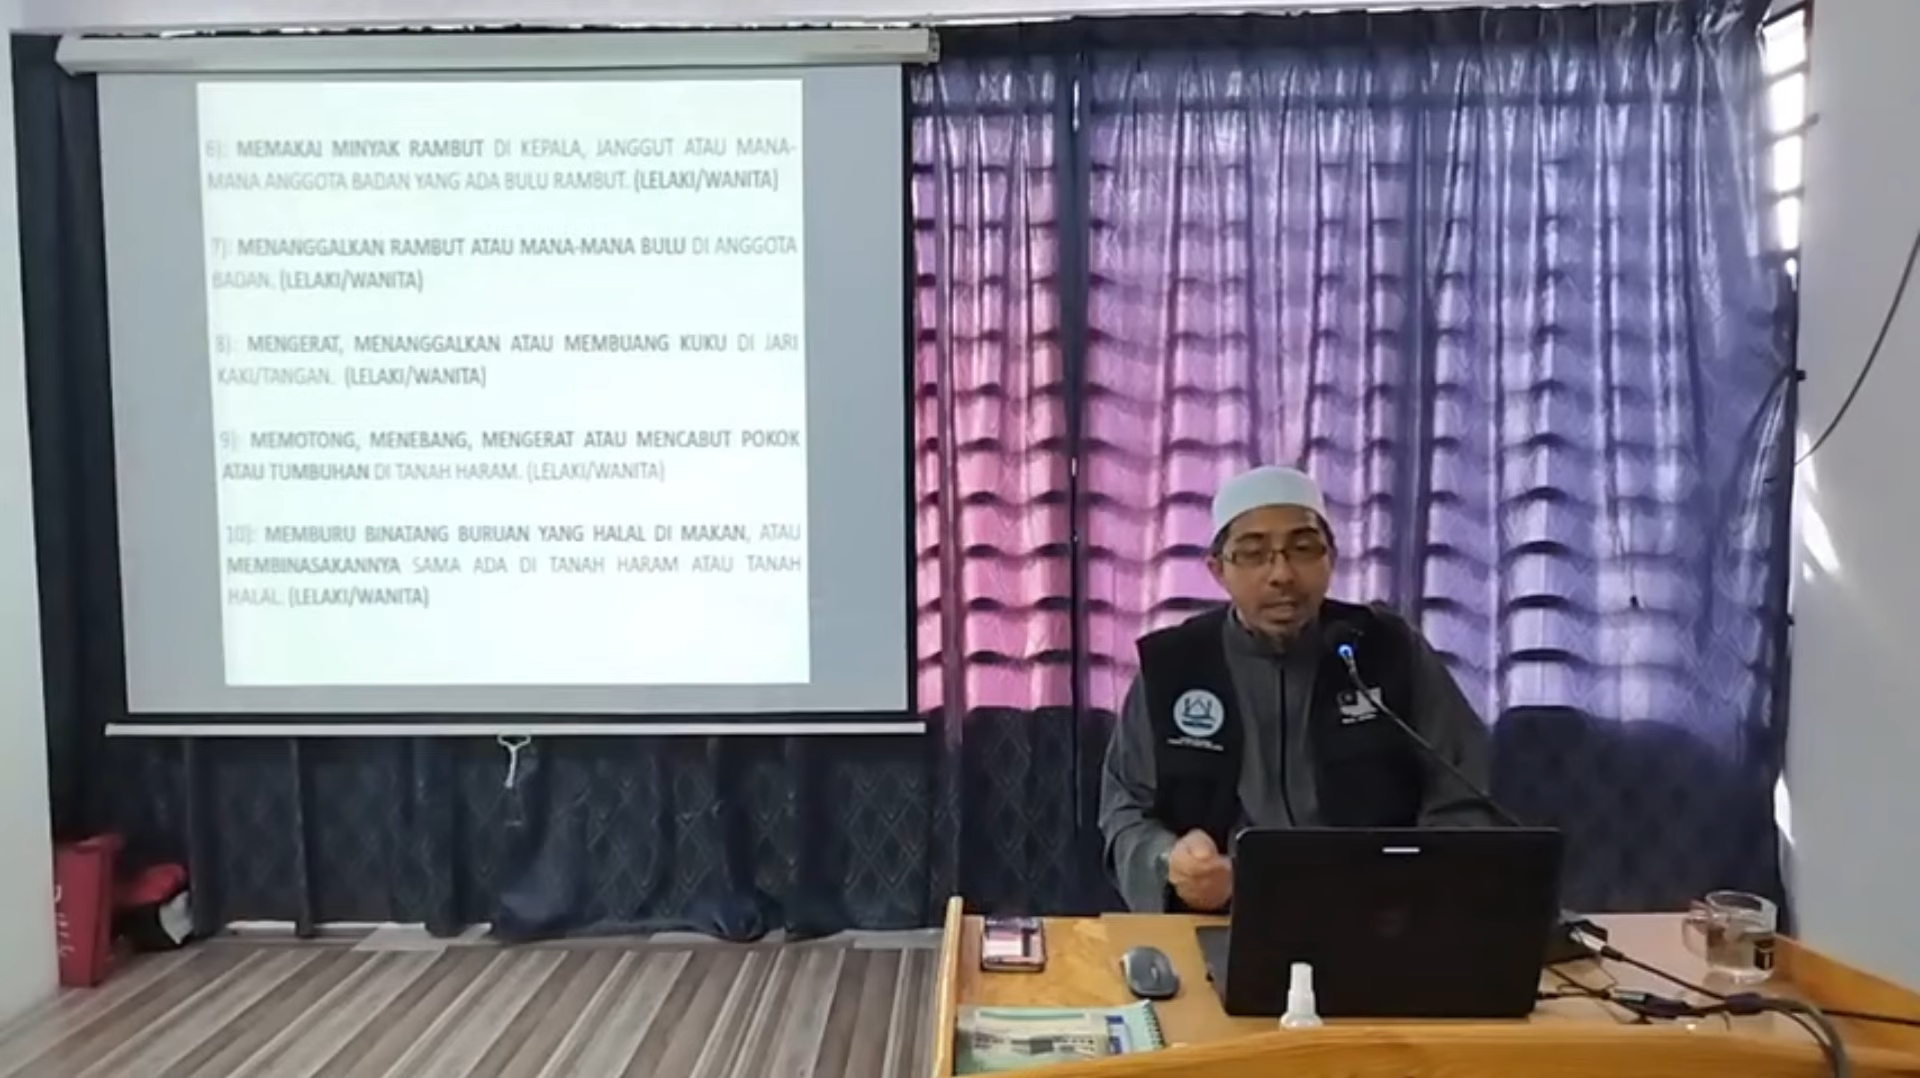 6): MEMAKAI MINYAK RAMBUT DI KEPALA, JANGGUT ATAU MANA-
MANA ANGGOTA BADAN YANG ADA BULU RAMBUT. (LELAKI/WANITA)
7): MENANGGALKAN RAMBUT ATAU MANA-MANA BULU DI ANGGOTA
BADAN. (LELAKI/WANITA)
8): MENGERAT, MENANGGALKAN ATAU MEMBUANG KUKU DI JARI
KAKI/TANGAN. (LELAKI/WANITA)
9): MEMOTONG, MENEBANG, MENGERAT ATAU MENCABUT POKOK
ATAU TUMBUHAN DI TANAH HARAM. (LELAKI/WANITA)
10): MEMBURU BINATANG BURUAN YANG HALAL DI MAKAN, ATAU
MEMBINASAKANNYA SAMA ADA DI TANAH HARAM ATAU TANAH
HALAL. (LELAKI/WANITA)